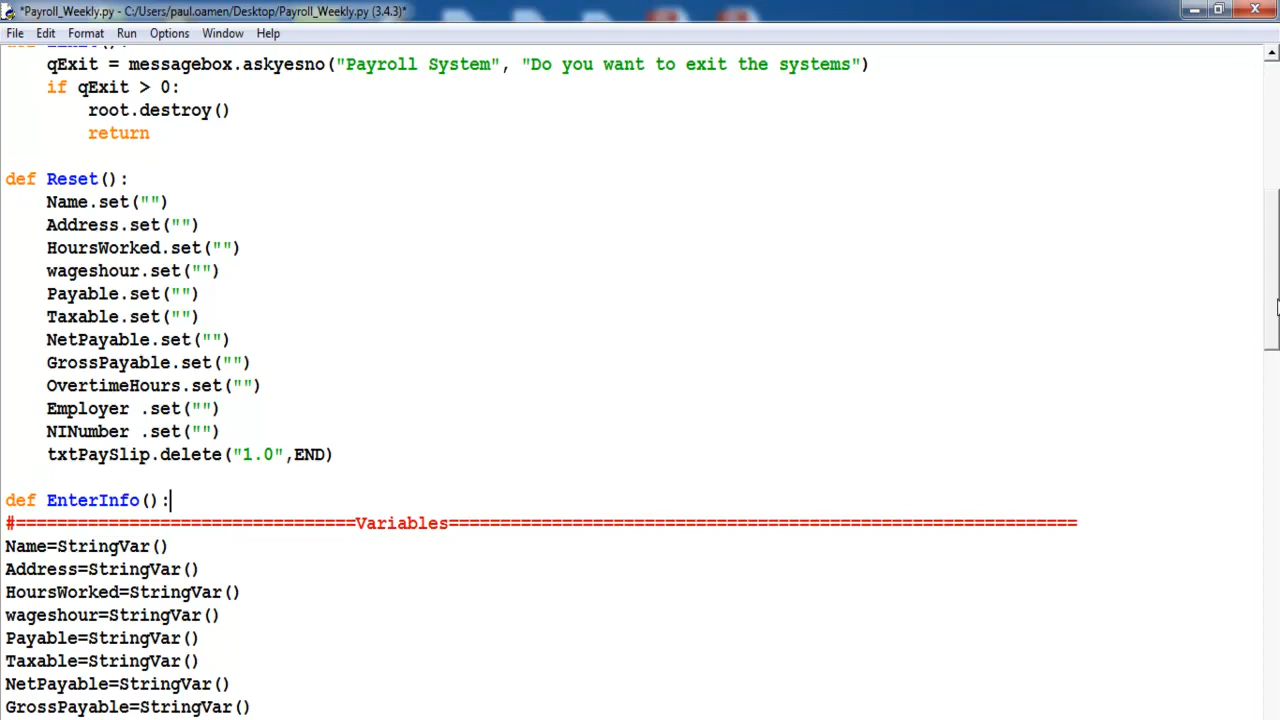 *Payroll_Weekly.py - C:/Users/paul.oamen/Desktop/Payroll_Weekly.py (3.4.3)*
File Edit Format Run Options Window Help
qExit = messagebox.askyesno("Payroll System", "Do you want to exit the systems")
if qExit > 0:
root.destroy()
return
def Reset():
Name.set("")
Address.set("")
HoursWorked.set("")
wageshour.set("")
Payable.set("")
Taxable.set("")
NetPayable.set("")
GrossPayable.set("")
OvertimeHours.set("")
Employer .set("")
NINumber .set("")
txtPaySlip.delete("1.0",END)
def EnterInfo():
#=================================Variables=============================================================
Name=StringVar()
Address=StringVar()
HoursWorked=StringVar()
wageshour=StringVar()
Payable=StringVar()
Taxable=StringVar()
NetPayable=StringVar()
GrossPayable=StringVar()